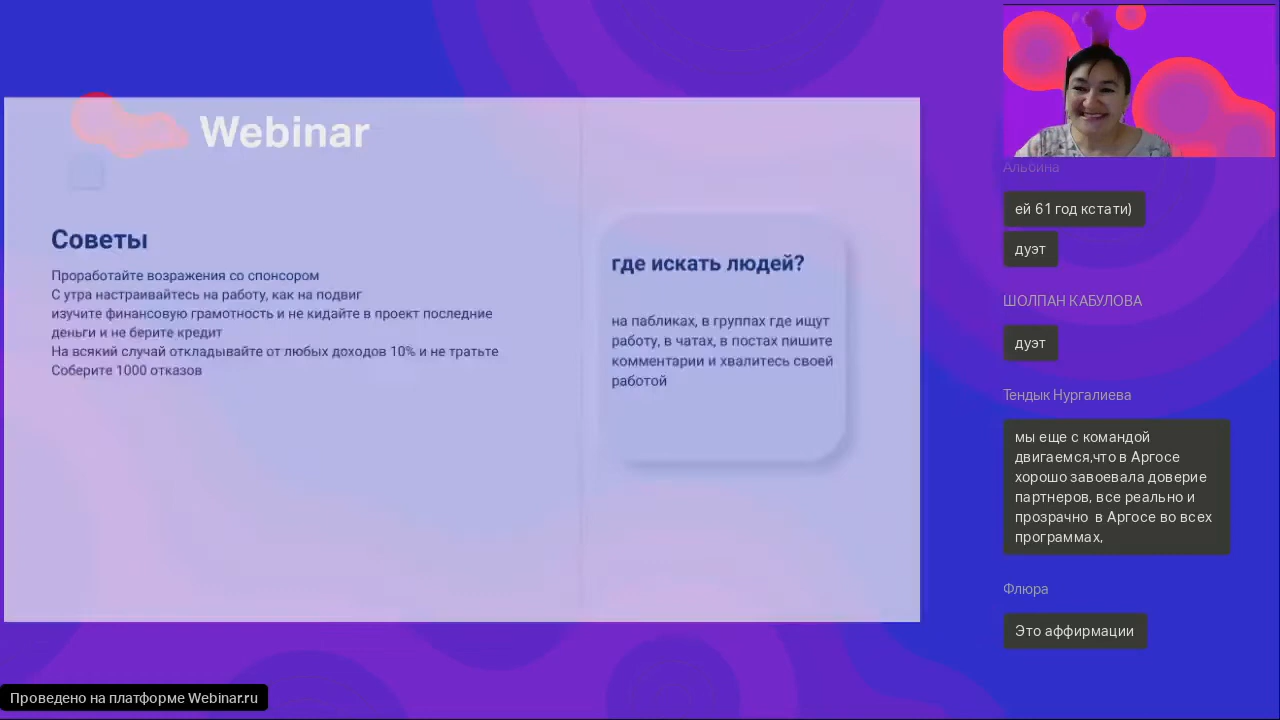 Webinar
Советы
Проработайте возражения со спонсором
С утра настраивайтесь на работу, как на подвиг
изучите финансовую грамотность и не кидайте в проект последние
деньги и не берите кредит
На всякий случай откладывайте от любых доходов 10% и не тратьте
Соберите 1000 отказов
где искать людей?
на пабликах, в группах где ищут
работу, в чатах, в постах пишите
комментарии и хвалитесь своей
работой
Альбина
ей 61 год кстати)
дуэт
ШОЛПАН КАБУЛОВА
дуэт
Тендык Нургалиева
мы еще с командой
двигаемся,что в Аргосе
хорошо завоевала доверие
партнеров, все реально и
прозрачно в Аргосе во всех
программах,
Флюра
Это аффирмации
Проведено на платформе Webinar.ru